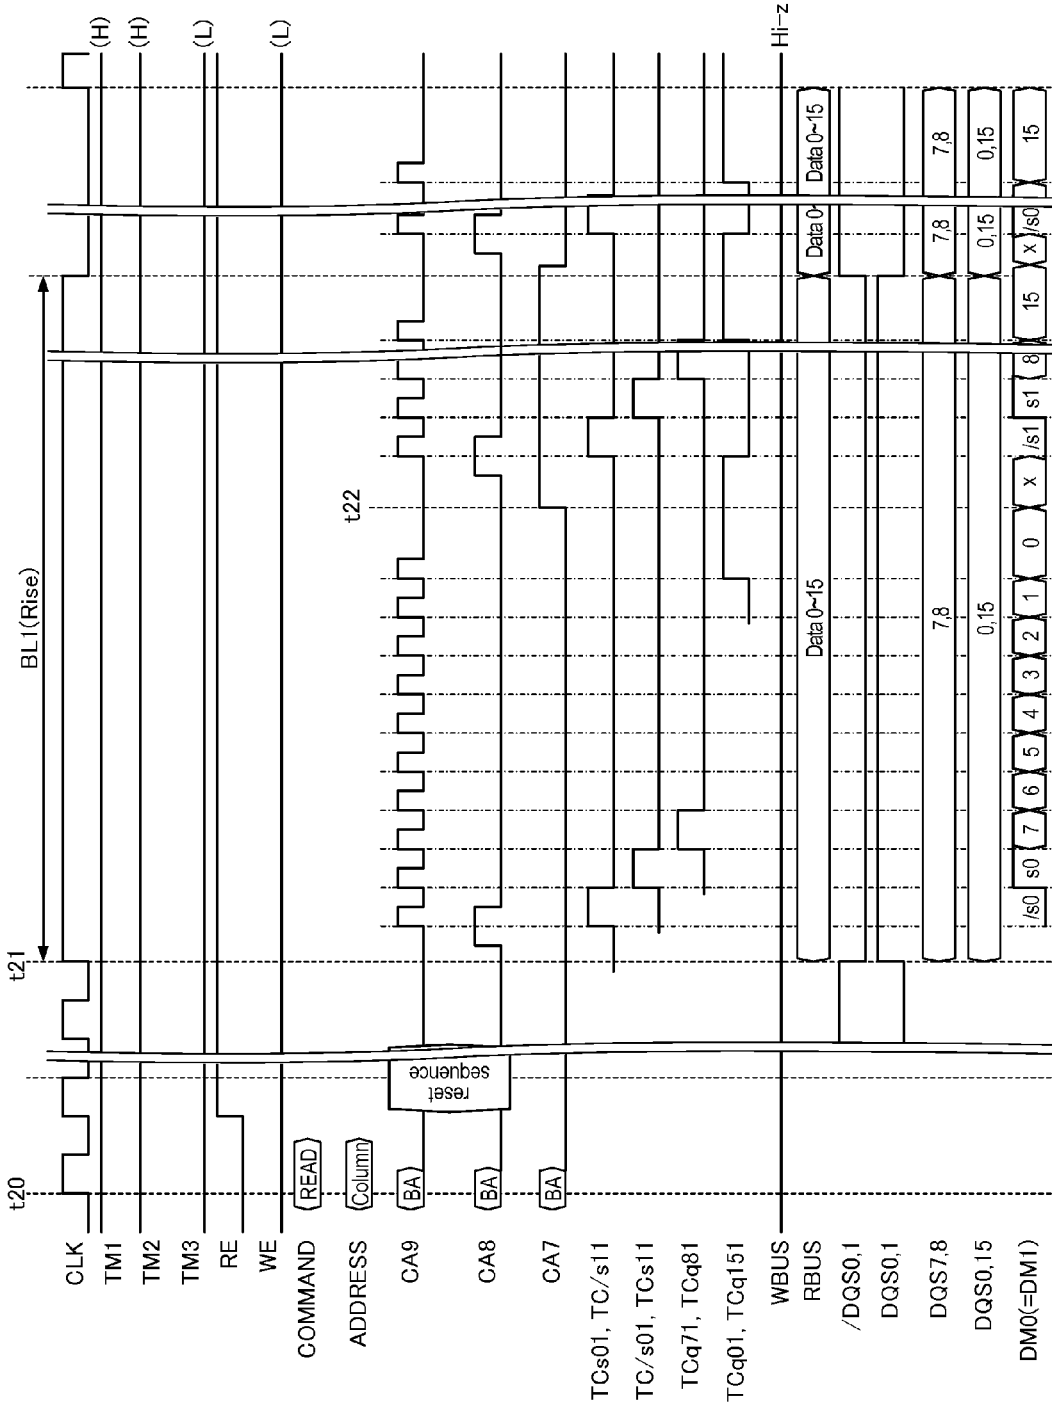 BL1(Rise)
t20
t21
t22
CLK
TM1
(H)
TM2
(H)
TM3
(L)
RE
WE
(L)
COMMAND
READ
ADDRESS
Column
CA9
BA
reset
sequence
CA8
BA
CA7
BA
TCs01, TC/s11
TC/s01, TCs11
TCq71, TCq81
TCq01, TCq151
WBUS
Hi-z
RBUS
Data 0~15
Data 0~
Data 0~15
/DQS0,1
DQS0,1
DQS7,8
7,8
7,8
7,8
DQS0,15
0,15
0,15
0,15
DM0(=DM1)
/s0
s0
7
6
5
4
3
2
1
0
x
/s1
s1
8
15
x
/s0
15